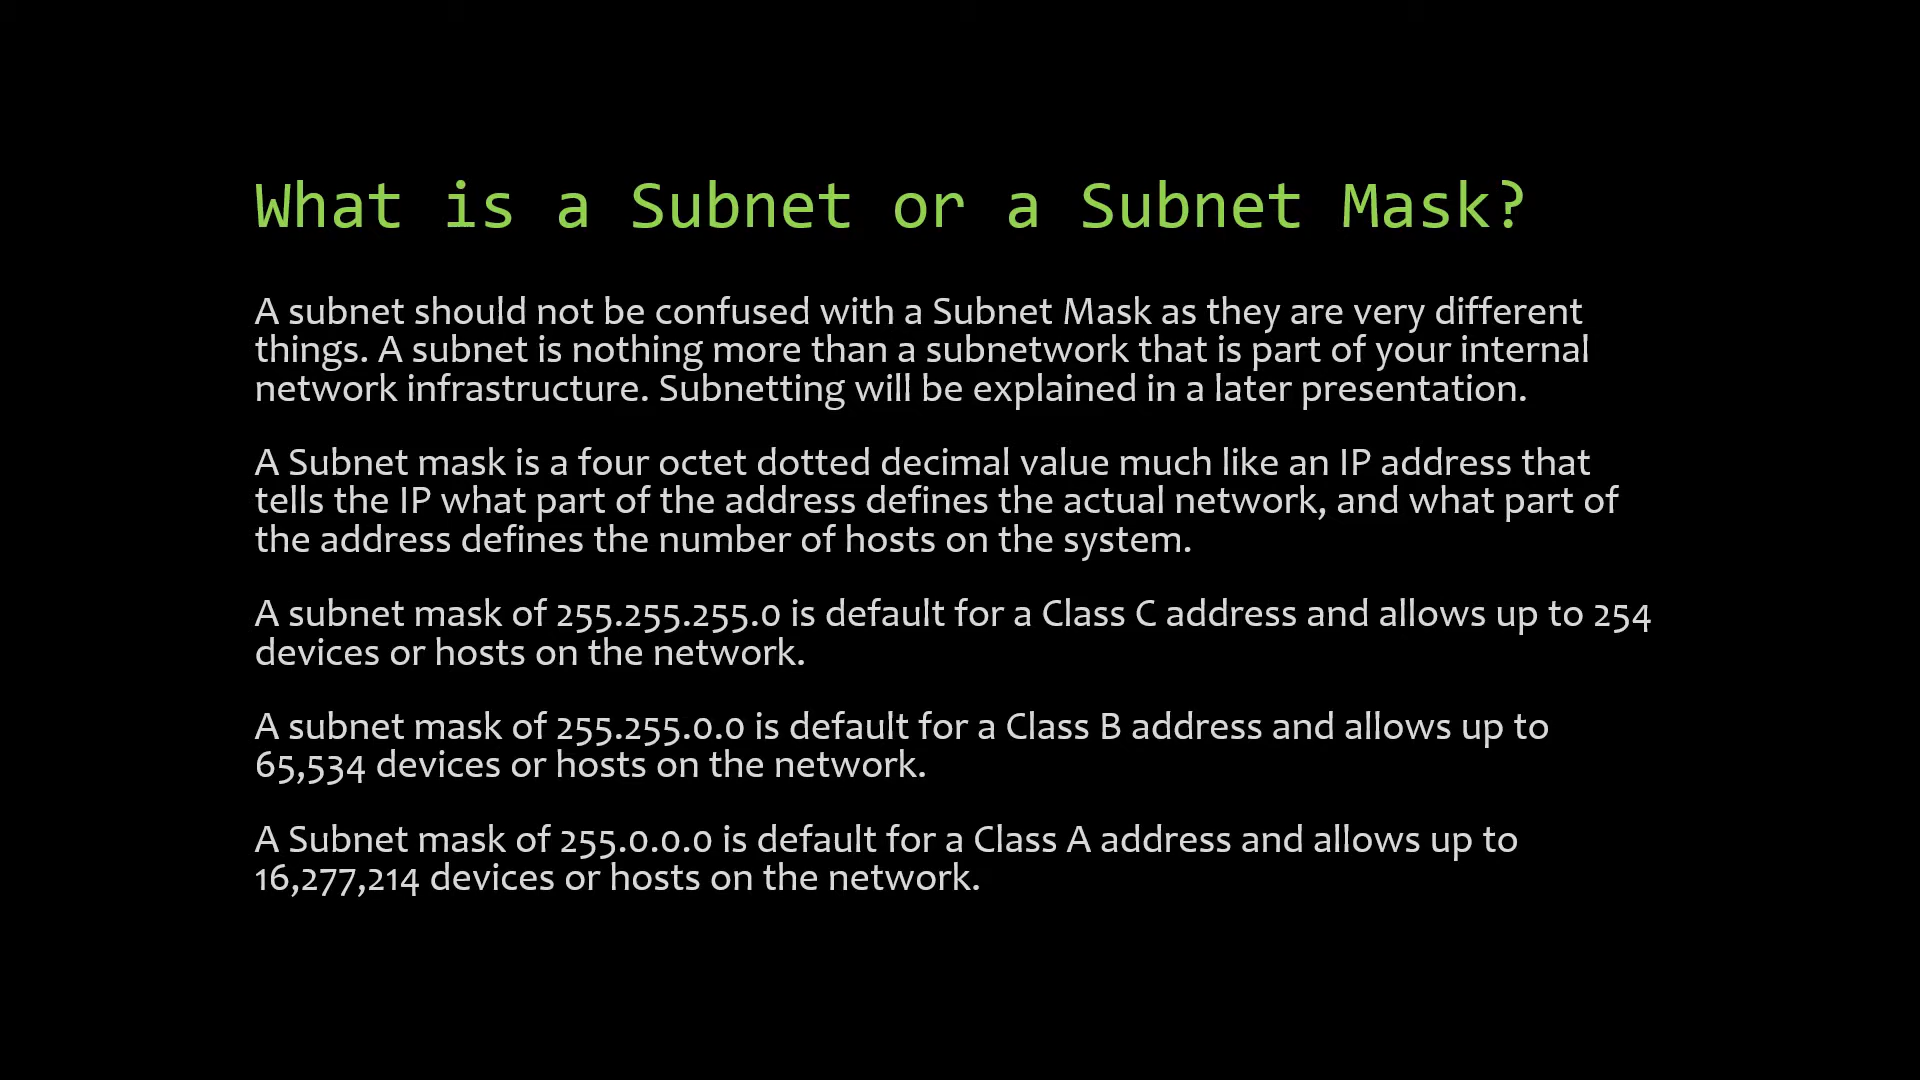 What is a Subnet or a Subnet Mask?
A subnet should not be confused with a Subnet Mask as they are very different
things. A subnet is nothing more than a subnetwork that is part of your internal
network infrastructure. Subnetting will be explained in a later presentation.
A Subnet mask is a four octet dotted decimal value much like an IP address that
tells the IP what part of the address defines the actual network, and what part of
the address defines the number of hosts on the system.
A subnet mask of 255.255.255.0 is default for a Class C address and allows up to 254
devices or hosts on the network.
A subnet mask of 255.255.0.0 is default for a Class B address and allows up to
65,534 devices or hosts on the network.
A Subnet mask of 255.0.0.0 is default for a Class A address and allows up to
16,277,214 devices or hosts on the network.